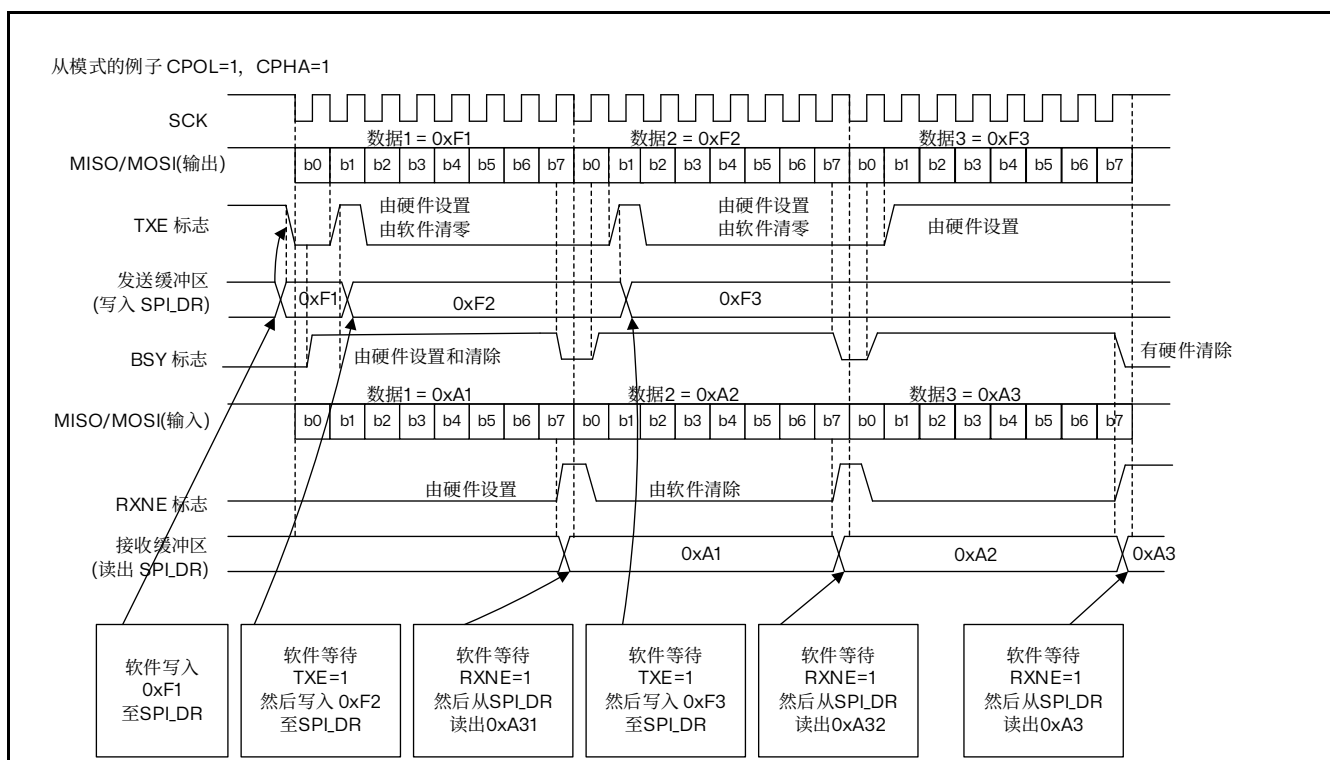 从模式的例子 CPOL=1，CPHA=1
SCK
数据1 = 0xF1 数据2 = 0xF2 数据3 = 0xF3
MISO/MOSI(输出) b0 b1 b2 b3 b4 b5 b6 b7 b0 b1 b2 b3 b4 b5 b6 b7 b0 b1 b2 b3 b4 b5 b6 b7
由硬件设置 由硬件设置
TXE 标志 由软件清零 由软件清零 由硬件设置
发送缓冲区
(写入 SPI_DR) 0xF1 0xF2 0xF3
BSY 标志 由硬件设置和清除 有硬件清除
数据1 = 0xA1 数据2 = 0xA2 数据3 = 0xA3
MISO/MOSI(输入) b0 b1 b2 b3 b4 b5 b6 b7 b0 b1 b2 b3 b4 b5 b6 b7 b0 b1 b2 b3 b4 b5 b6 b7
RXNE 标志 由硬件设置 由软件清除
接收缓冲区
(读出 SPI_DR) 0xA1 0xA2 0xA3
软件写入
0xF1
至SPI_DR
软件等待
TXE=1
然后写入 0xF2
至SPI_DR
软件等待
RXNE=1
然后从SPI_DR
读出0xA31
软件等待
TXE=1
然后写入 0xF3
至SPI_DR
软件等待
RXNE=1
然后从SPI_DR
读出0xA32
软件等待
RXNE=1
然后从SPI_DR
读出0xA3